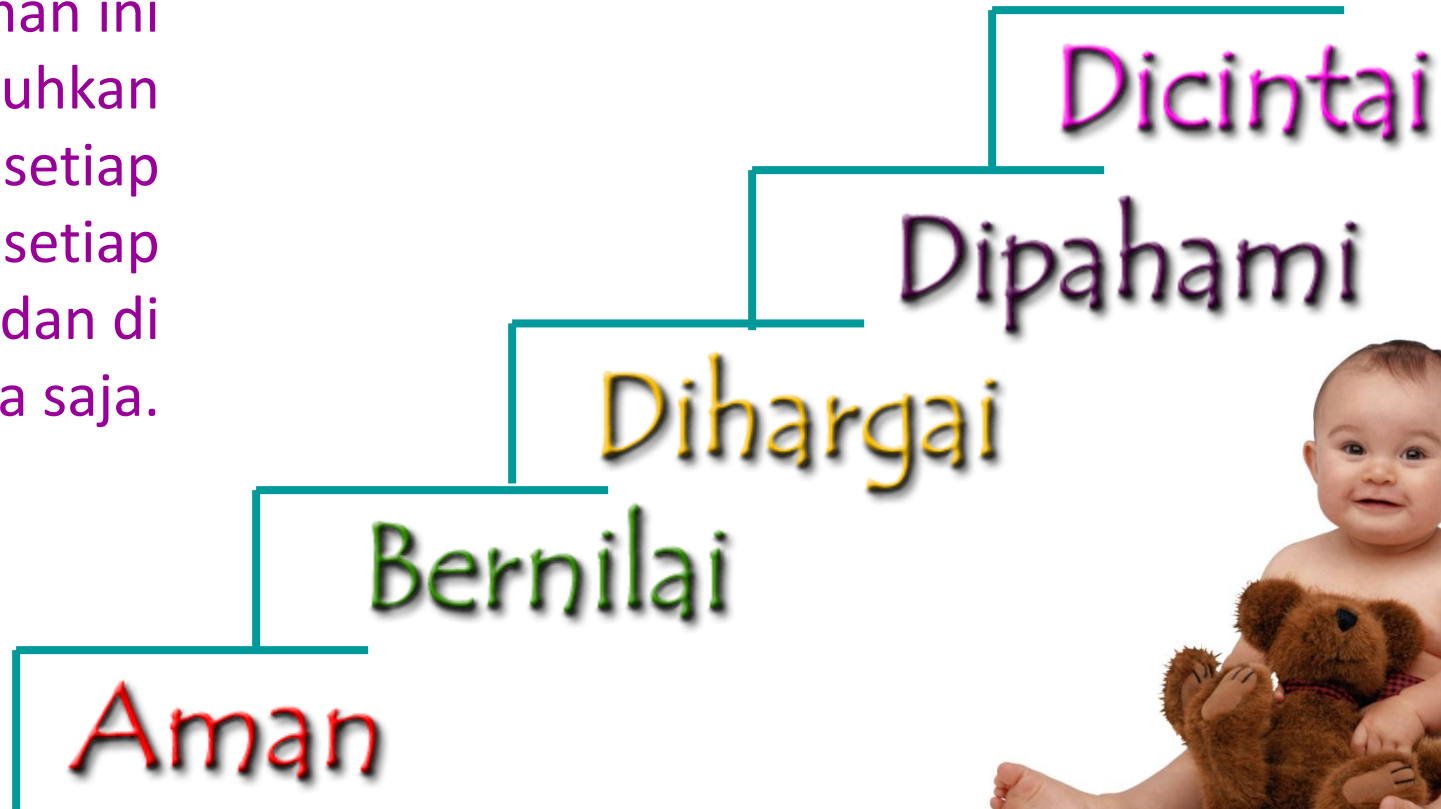 ini
setiap
setiap
dan di
saja.
Dicintai
Dipahami
Dihargai
Bernilai
Aman